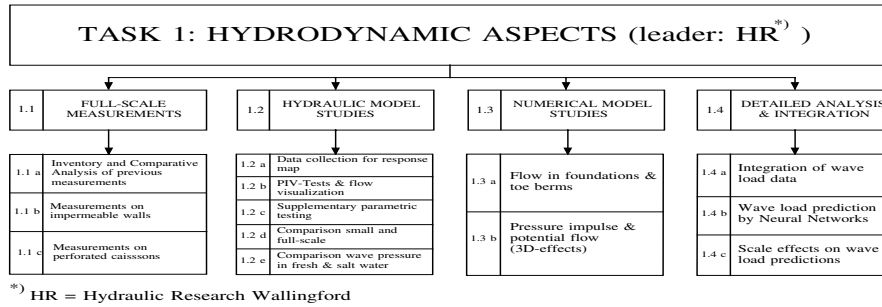 TASK 1: HYDRODYNAMIC ASPECTS (leader: HR*) )
1.1
FULL-SCALE
MEASUREMENTS
1.2
HYDRAULIC MODEL
STUDIES
1.3
NUMERICAL MODEL
STUDIES
1.4
DETAILED ANALYSIS
& INTEGRATION
1.1 a
Inventory and Comparative
Analysis of previous
measurements
1.1 b
Measurements on
impermeable walls
1.1 c
Measurements on
perforated caisssons
1.2 a
Data collection for response
map
1.2 b
PIV-Tests & flow
visualization
1.2 c
Supplementary parametric
testing
1.2 d
Comparison small and
full-scale
1.2 e
Comparison wave pressure
in fresh & salt water
1.3 a
Flow in foundations &
toe berms
1.3 b
Pressure impulse &
potential flow
(3D-effects)
1.4 a
Integration of wave
load data
1.4 b
Wave load prediction
by Neural Networks
1.4 c
Scale effects on wave
load predictions
*) HR = Hydraulic Research Wallingford